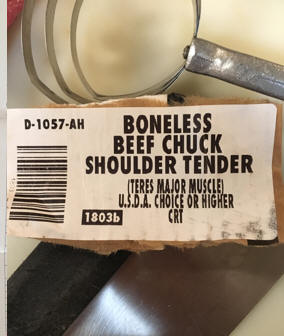 D-1057-AH
BONELESS
BEEF CHUCK
SHOULDER TENDER
(TERES MAJOR MUSCLE)
U.S.D.A. CHOICE OR HIGHER
1803b
CRT